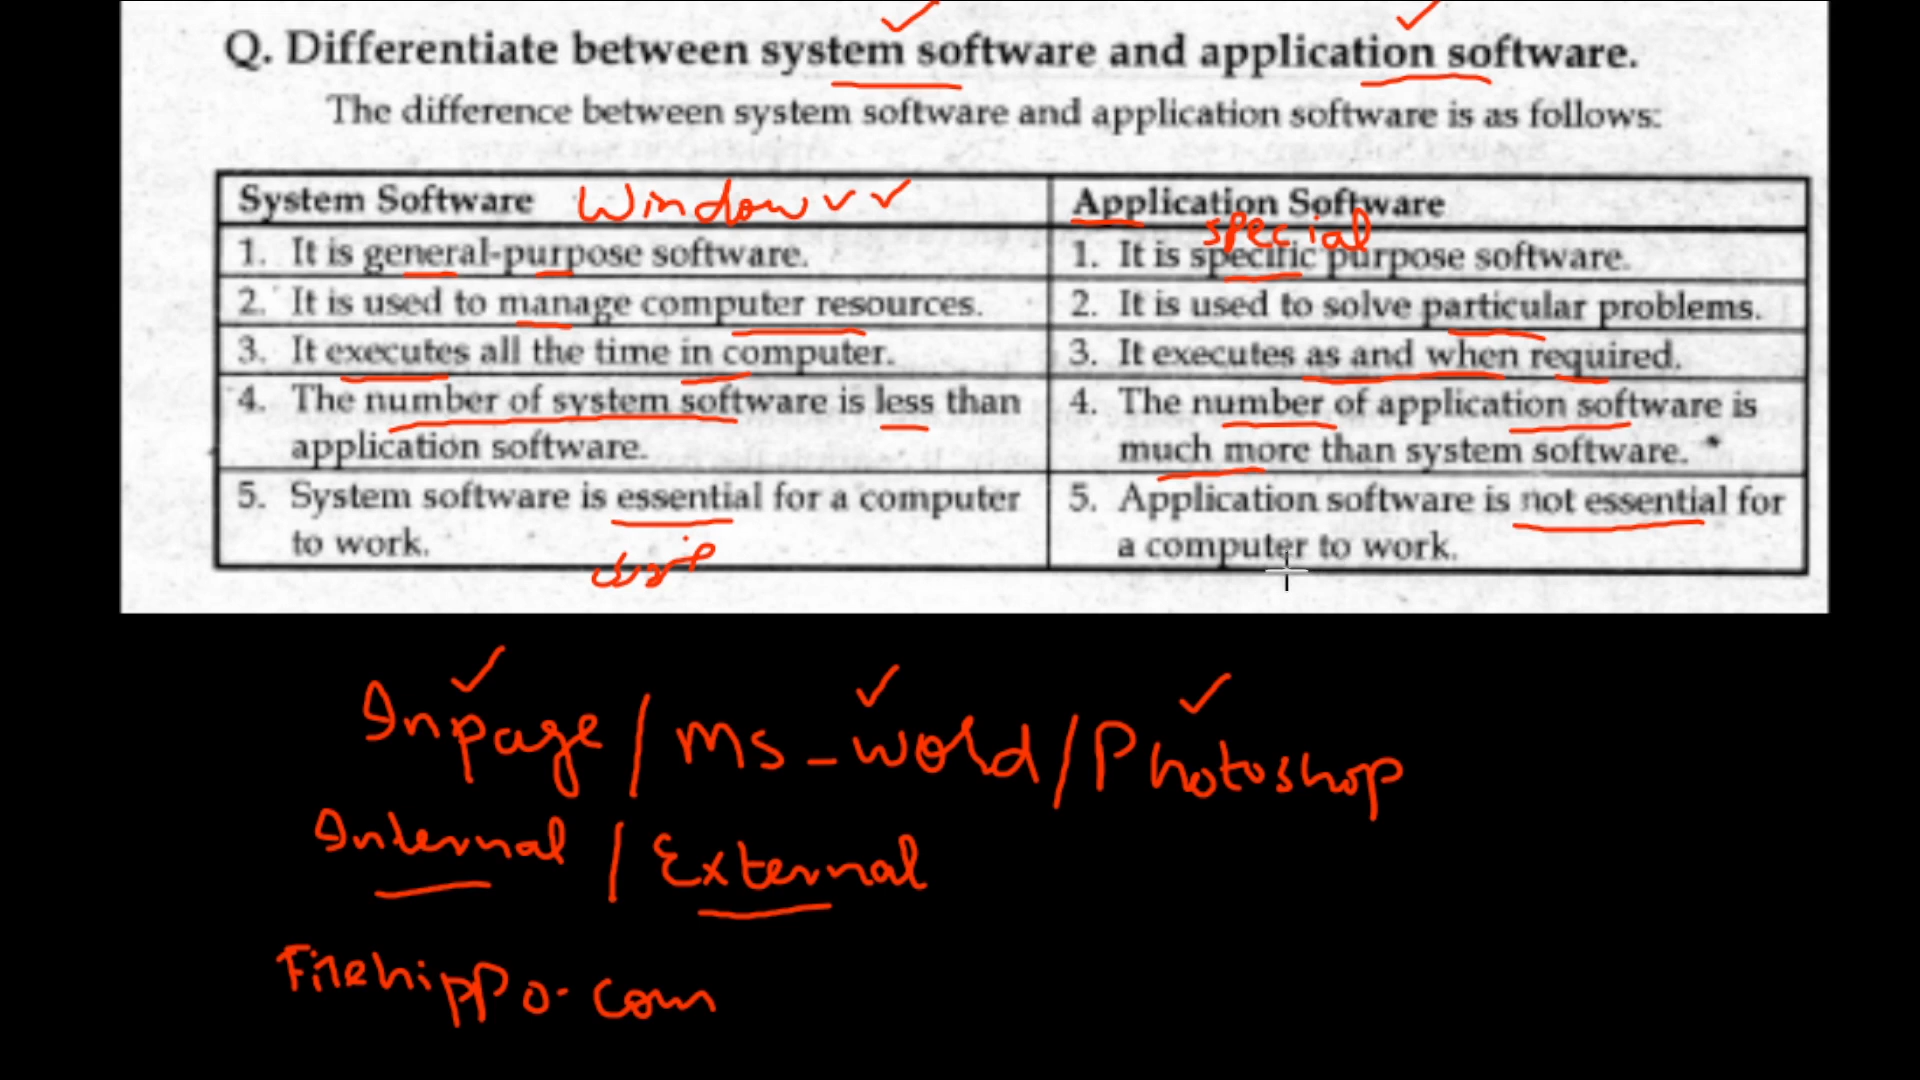 Q. Differentiate between system software and application software.
The difference between system software and application software is as follows:
System Software Window
Application Software
special
1. It is general-purpose software.
1. It is specific purpose software.
2. It is used to manage computer resources.
2. It is used to solve particular problems.
3. It executes all the time in computer.
3. It executes as and when required.
4. The number of system software is less than
application software.
4. The number of application software is
much more than system software.
5. System software is essential for a computer
to work.
5. Application software is not essential for
a computer to work.
Inpage / ms_word / Photoshop
Internal / External
Filehippo.com